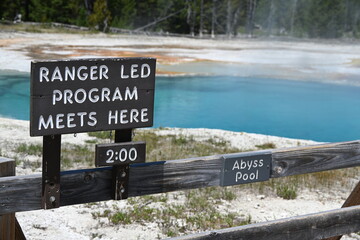 RANGER LED
PROGRAM
MEETS HERE
2:00
Abyss
Pool